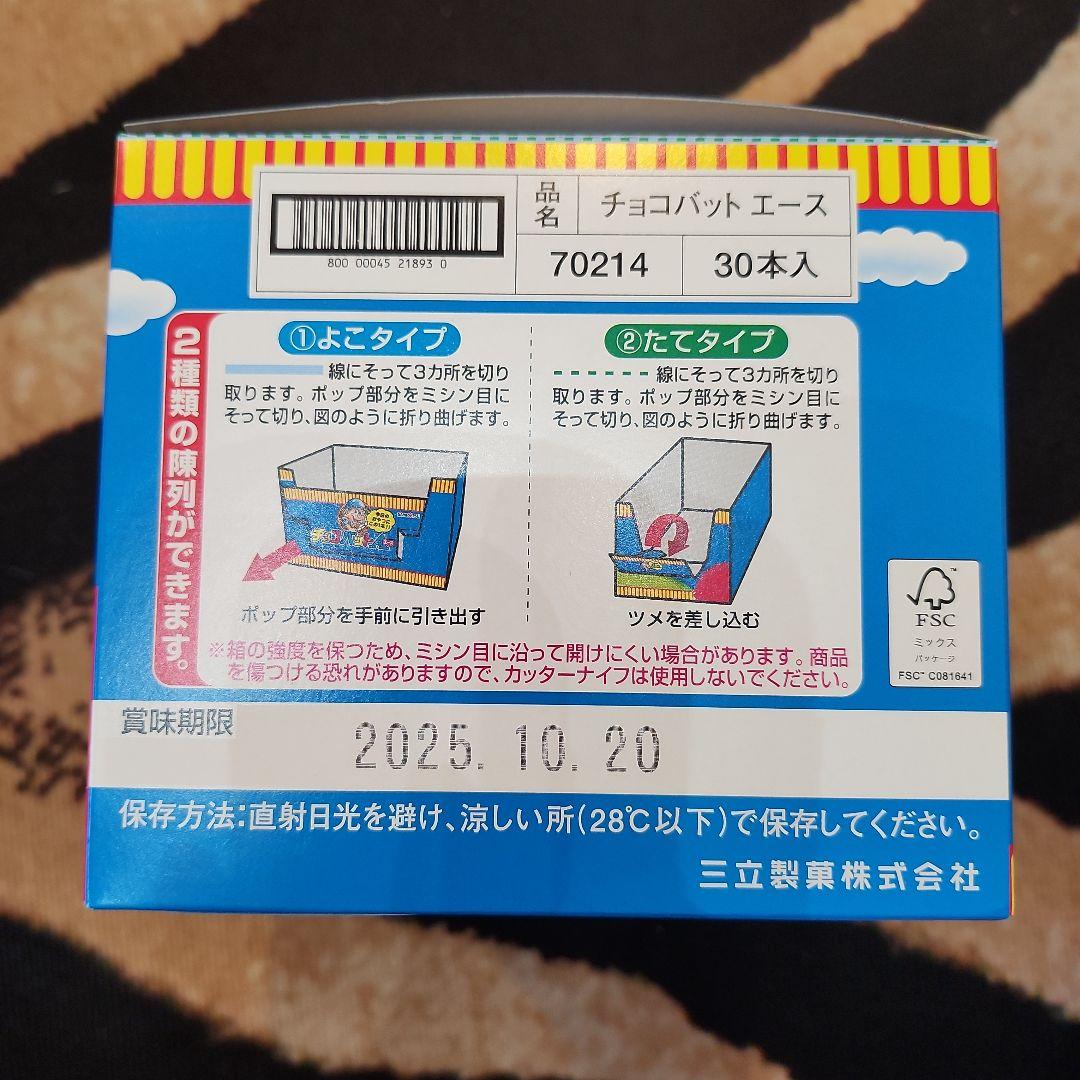 品名
チョコバット エース
800 00045 21893 0
70214
30本入
2種類の陳列ができます。
①よこタイプ
線にそって3カ所を切り
取ります。ポップ部分をミシン目に
そって切り、図のように折り曲げます。
ポップ部分を手前に引き出す
②たてタイプ
線にそって3カ所を切り
取ります。ポップ部分をミシン目に
そって切り、図のように折り曲げます。
ツメを差し込む
※箱の強度を保つため、ミシン目に沿って開けにくい場合があります。商品
を傷つける恐れがありますので、カッターナイフは使用しないでください。
FSC
ミックス
パッケージ
FSC™ C081641
賞味期限
2025. 10. 20
保存方法:直射日光を避け、涼しい所(28℃以下)で保存してください。
三立製菓株式会社